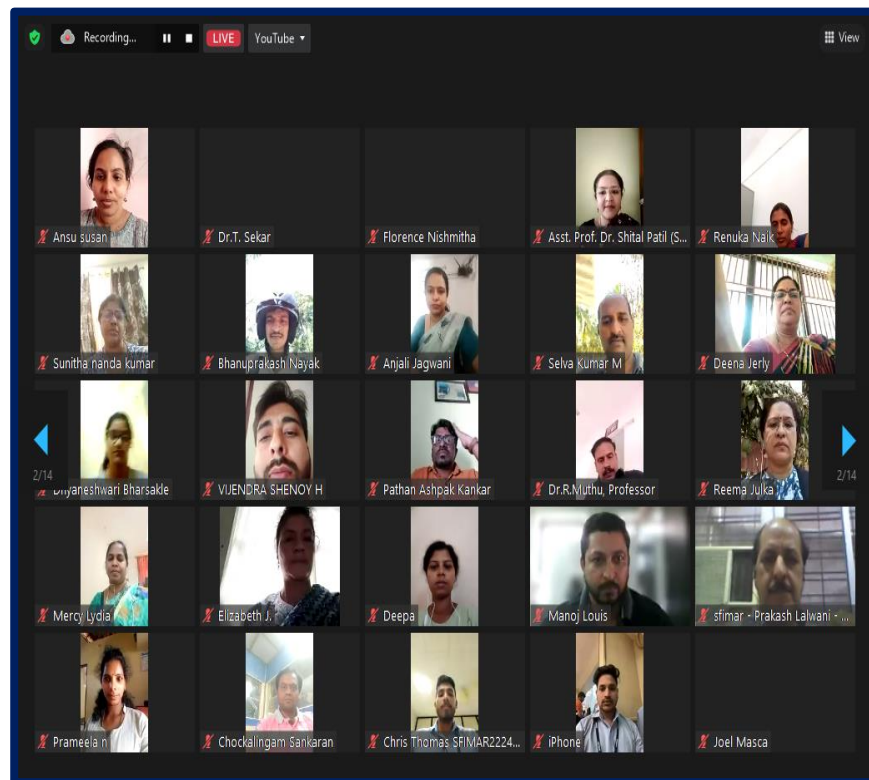 Recording...
LIVE
YouTube
View
Ansu susan
Dr.T. Sekar
Florence Nishmitha
Asst. Prof. Dr. Shital Patil (S...
Renuka Naik
Sunitha nanda kumar
Bhanuprakash Nayak
Anjali Jagwani
Selva Kumar M
Deena Jerly
2/14
2/14
Dnyaneshwari Bharsakle
VIJENDRA SHENOY H
Pathan Ashpak Kankar
Dr.R.Muthu, Professor
Reema Julka
Mercy Lydia
Elizabeth J.
Deepa
Manoj Louis
sfimar - Prakash Lalwani - ...
Prameela n
Chockalingam Sankaran
Chris Thomas SFIMAR2224...
iPhone
Joel Masca